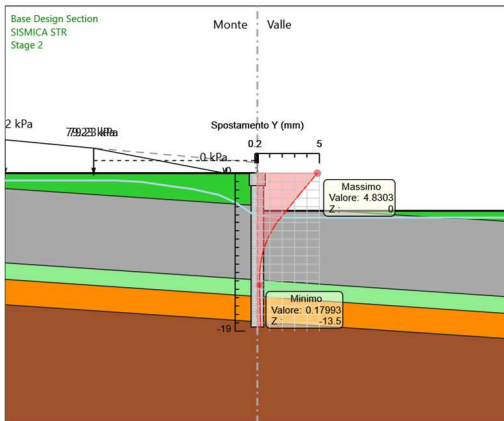 Base Design Section
SISMICA STR
Stage 2
Monte
Valle
2 kPa
0 kPa
Spostamento Y (mm)
0.2
5
Massimo
Valore: 4.8303
Z : 0
Minimo
Valore: 0.17993
Z : -13.5
-19